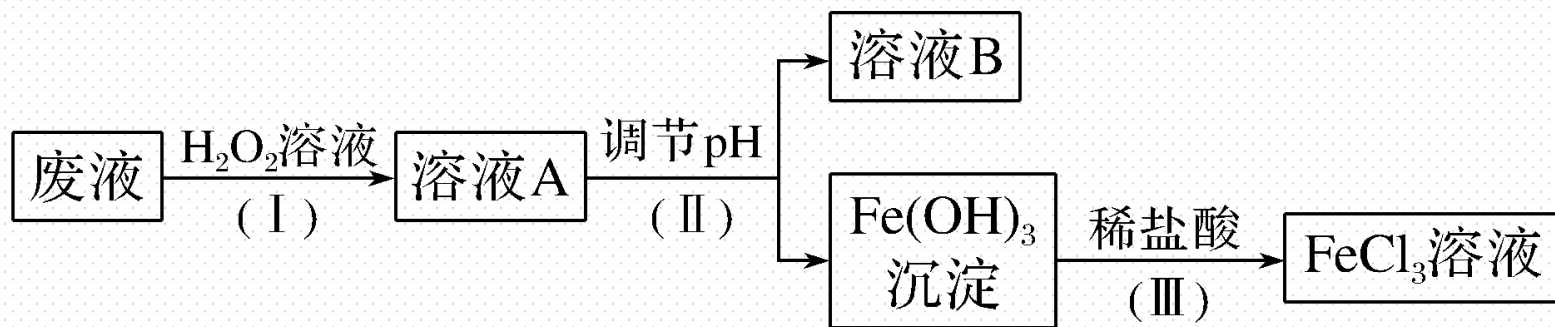 废液
H₂O₂溶液
(Ⅰ)
溶液A
调节pH
(Ⅱ)
溶液B
Fe(OH)₃
沉淀
稀盐酸
(Ⅲ)
FeCl₃溶液